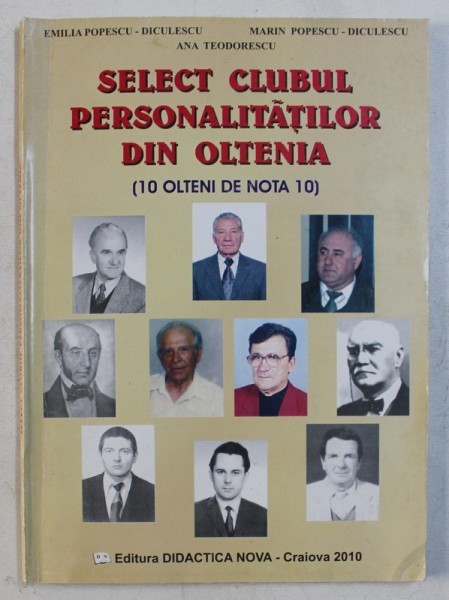 EMILIA POPESCU - DICULESCU MARIN POPESCU - DICULESCU
ANA TEODORESCU
SELECT CLUBUL
PERSONALITĂȚILOR
DIN OLTENIA
(10 OLTENI DE NOTA 10)
Editura DIDACTICA NOVA - Craiova 2010